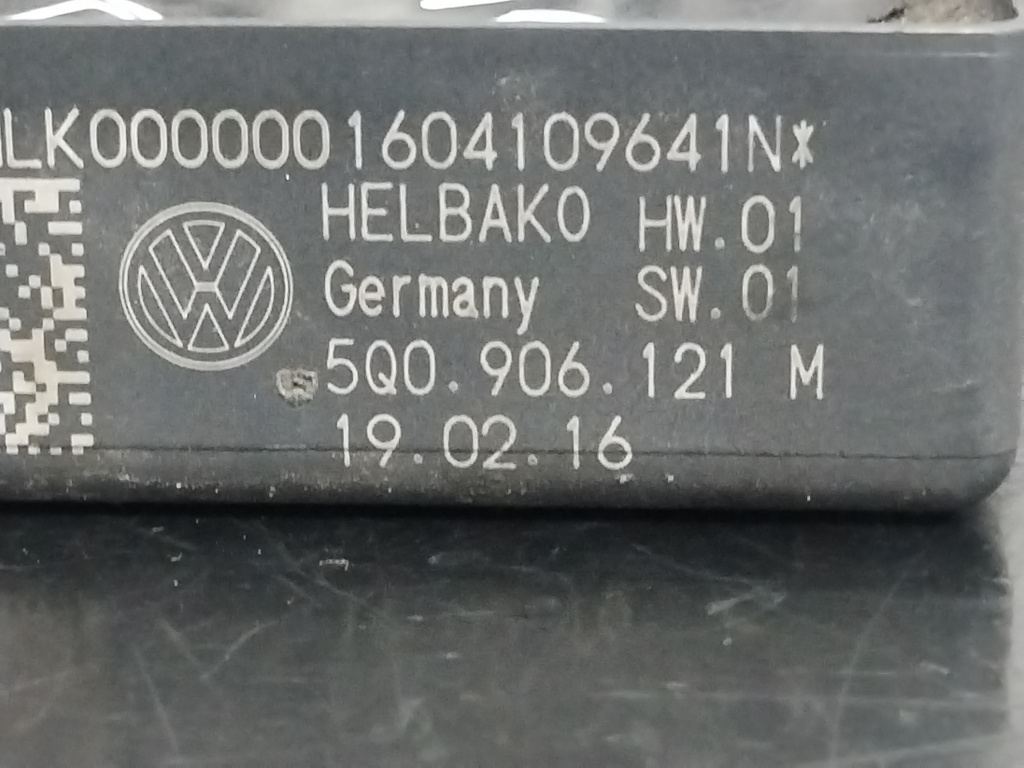 LK0000001604109641N*
HELBAKO HW.01
Germany SW.01
5Q0.906.121 M
19.02.16